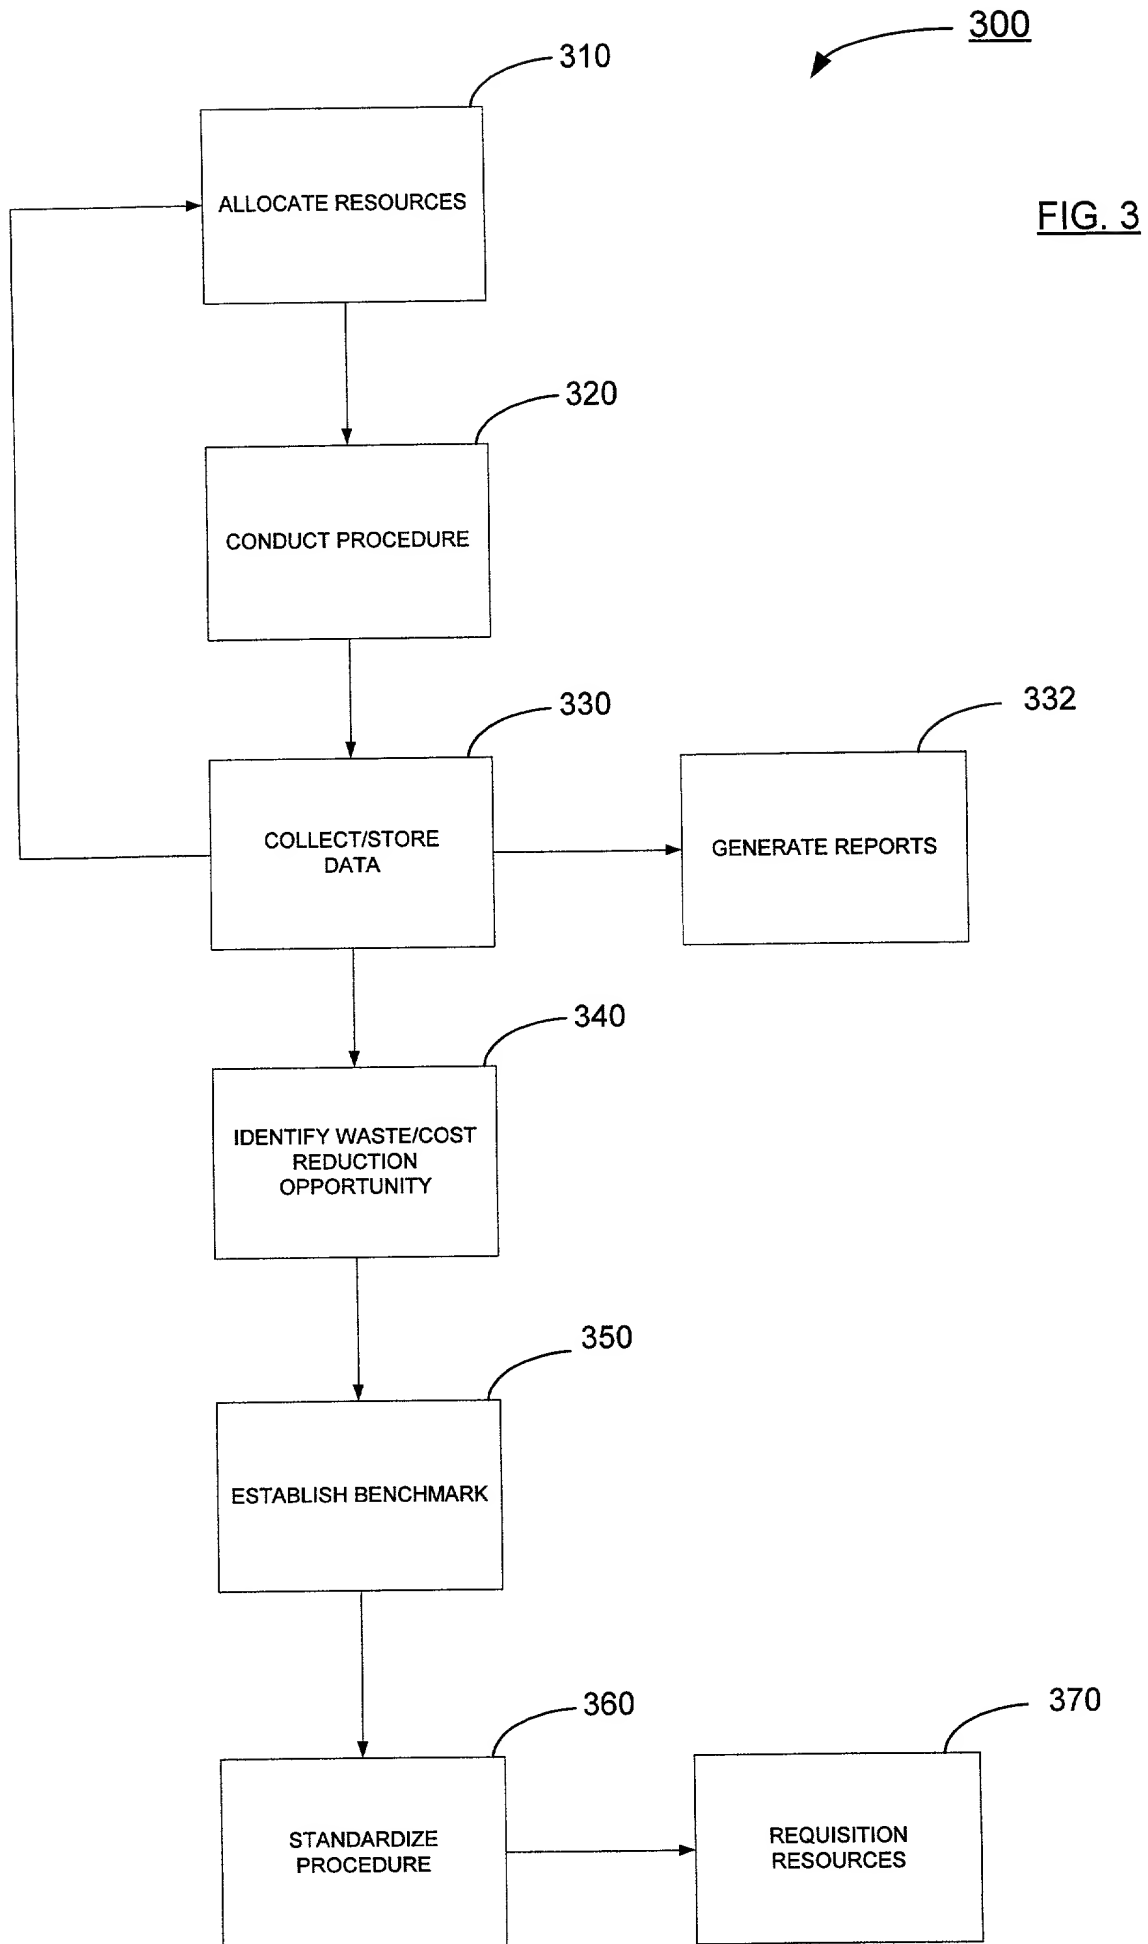 300
310
ALLOCATE RESOURCES
FIG. 3
320
CONDUCT PROCEDURE
330
332
COLLECT/STORE
DATA
GENERATE REPORTS
340
IDENTIFY WASTE/COST
REDUCTION
OPPORTUNITY
350
ESTABLISH BENCHMARK
360
370
STANDARDIZE
PROCEDURE
REQUISITION
RESOURCES